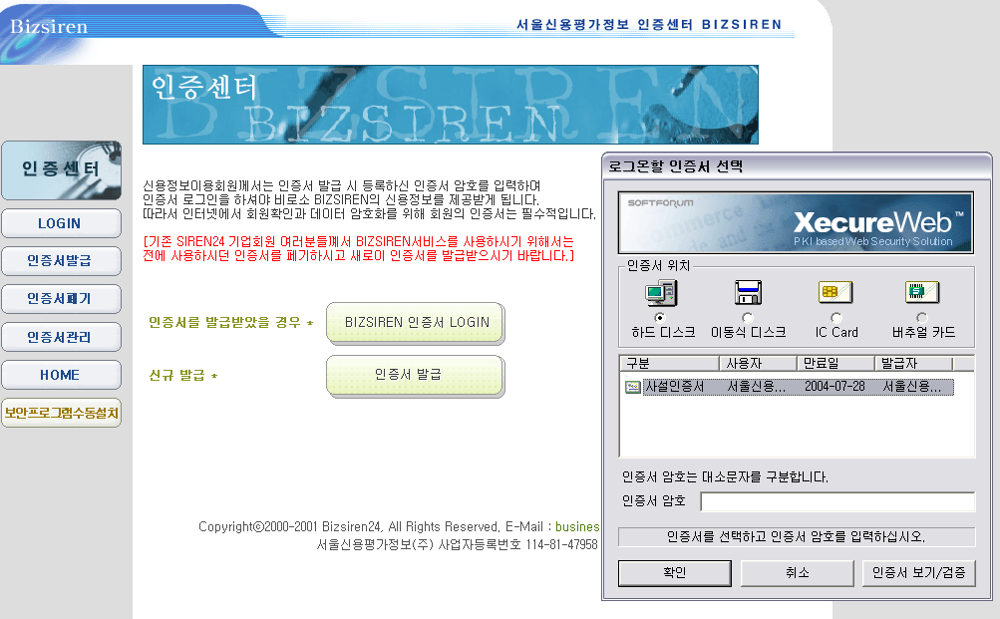 Bizsiren
서울신용평가정보 인증센터 BIZSIREN
인증센터
BIZSIREN
BIZSIREN
인증센터
LOGIN
인증서발급
인증서폐기
인증서관리
HOME
보안프로그램수동설치
신용정보이용회원께서는 인증서 발급 시 등록하신 인증서 암호를 입력하여
인증서 로그인을 하셔야 비로소 BIZSIREN의 신용정보를 제공받게 됩니다.
따라서 인터넷에서 회원확인과 데이터 암호화를 위해 회원의 인증서는 필수적입니다.
[기존 SIREN24 기업회원 여러분들께서 BIZSIREN서비스를 사용하시기 위해서는
전에 사용하시던 인증서를 폐기하시고 새로이 인증서를 발급받으시기 바랍니다.]
인증서를 발급받았을 경우 *
BIZSIREN 인증서 LOGIN
신규 발급 *
인증서 발급
Copyrightⓒ2000-2001 Bizsiren24, All Rights Reserved, E-Mail : busines
서울신용평가정보(주) 사업자등록번호 114-81-47958
로그온할 인증서 선택
SOFTFORUM
XecureWeb™
PKI based Web Security Solution
인증서 위치
하드 디스크 이동식 디스크 IC Card 버추얼 카드
구분 사용자 만료일 발급자
사설인증서 서울신용... 2004-07-28 서울신용...
인증서 암호는 대소문자를 구분합니다.
인증서 암호
인증서를 선택하고 인증서 암호를 입력하십시오.
확인 취소 인증서 보기/검증